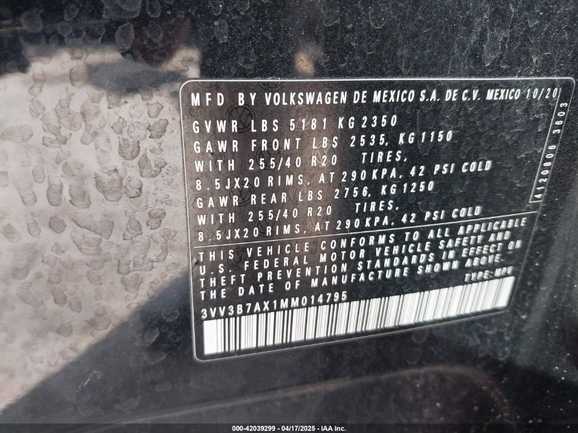 MFD BY VOLKSWAGEN DE MEXICO S.A. DE C.V. MEXICO 10/20
GVWR LBS 5181 KG 2350
GAWR FRONT LBS 2535, KG 1150
WITH 255/40 R20 TIRES,
8.5JX20 RIMS, AT 290 KPA, 42 PSI COLD
GAWR REAR LBS 2756, KG 1250
WITH 255/40 R20 TIRES,
8.5JX20 RIMS, AT 290 KPA, 42 PSI COLD
THIS VEHICLE CONFORMS TO ALL APPLICABLE
U.S. FEDERAL MOTOR VEHICLE SAFETY AND
THEFT PREVENTION STANDARDS IN EFFECT ON
THE DATE OF MANUFACTURE SHOWN ABOVE.
3VV3B7AX1MM014795 TYPE: MPV
4120806 3603
000-42039299 - 04/17/2025 - IAA Inc.